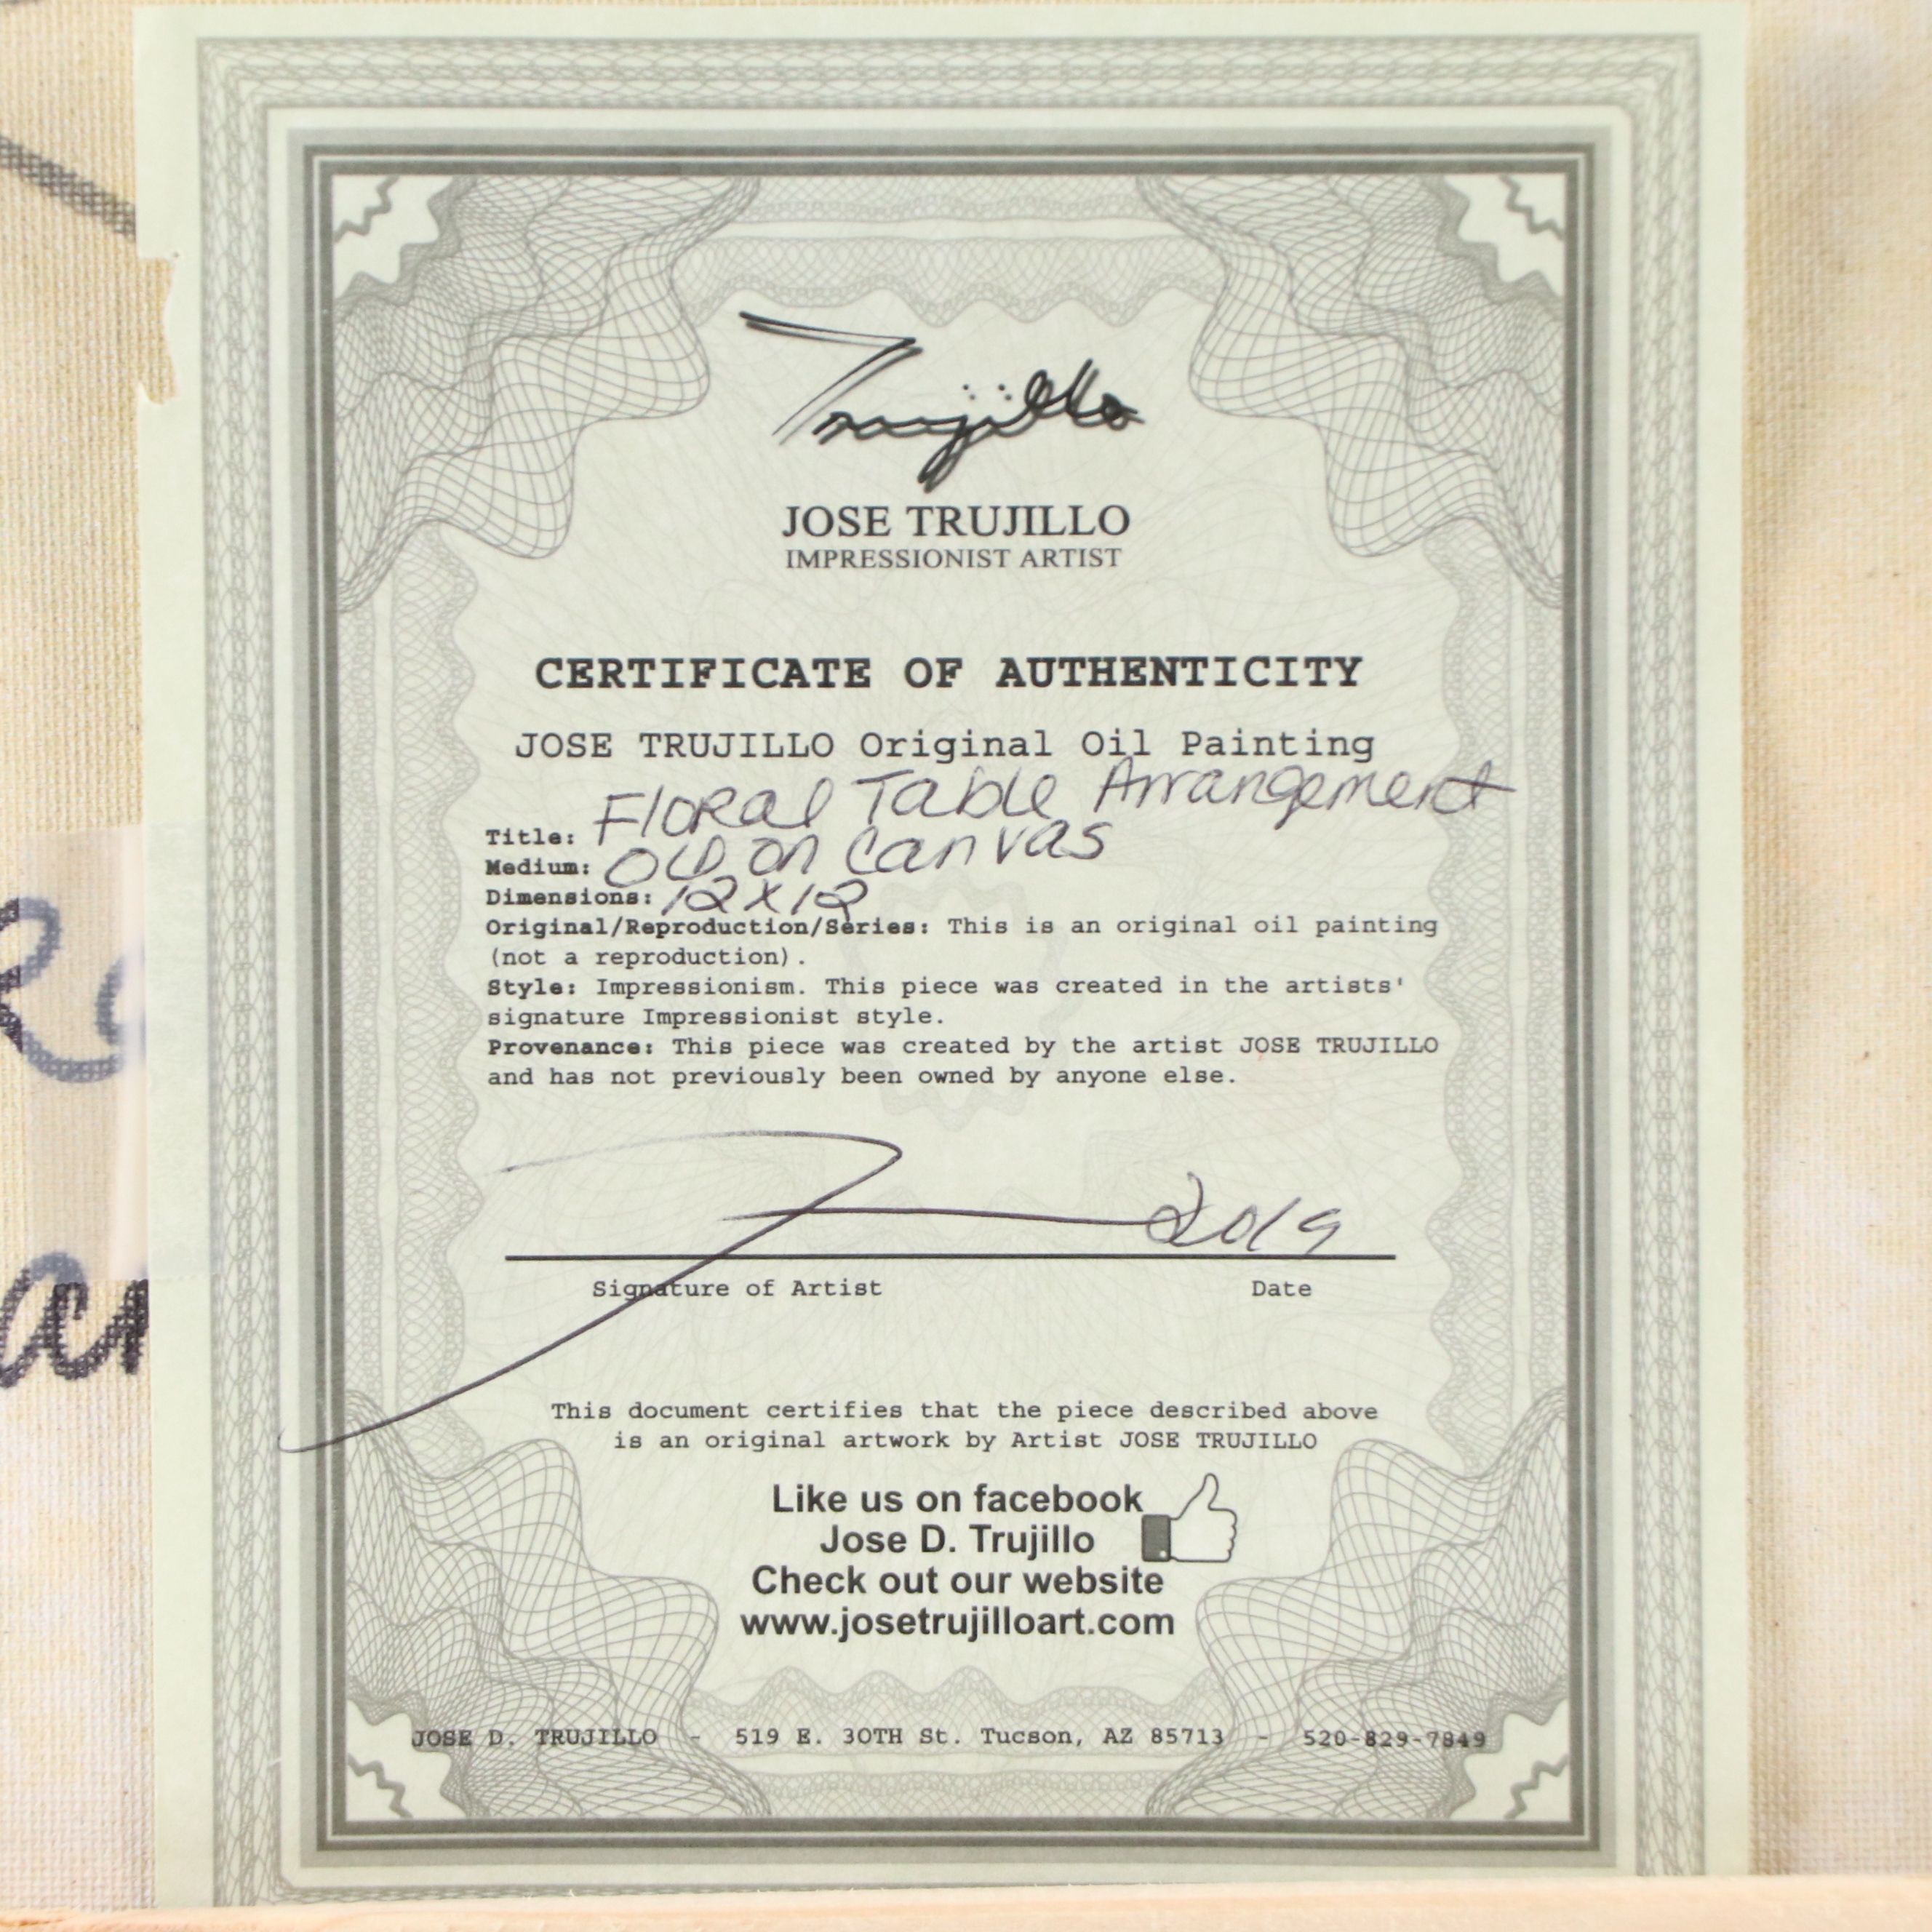 Trujillo
JOSE TRUJILLO
IMPRESSIONIST ARTIST
CERTIFICATE OF AUTHENTICITY
JOSE TRUJILLO Original Oil Painting
Title: Floral Table Arrangement
Medium: Oil on Canvas
Dimensions: 12x12
Original/Reproduction/Series: This is an original oil painting
(not a reproduction).
Style: Impressionism. This piece was created in the artists'
signature Impressionist style.
Provenance: This piece was created by the artist JOSE TRUJILLO
and has not previously been owned by anyone else.
2019
Signature of Artist Date
This document certifies that the piece described above
is an original artwork by Artist JOSE TRUJILLO
Like us on facebook
Jose D. Trujillo
Check out our website
www.josetrujilloart.com
JOSE D. TRUJILLO - 519 E. 30TH St. Tucson, AZ 85713 - 520-829-7849